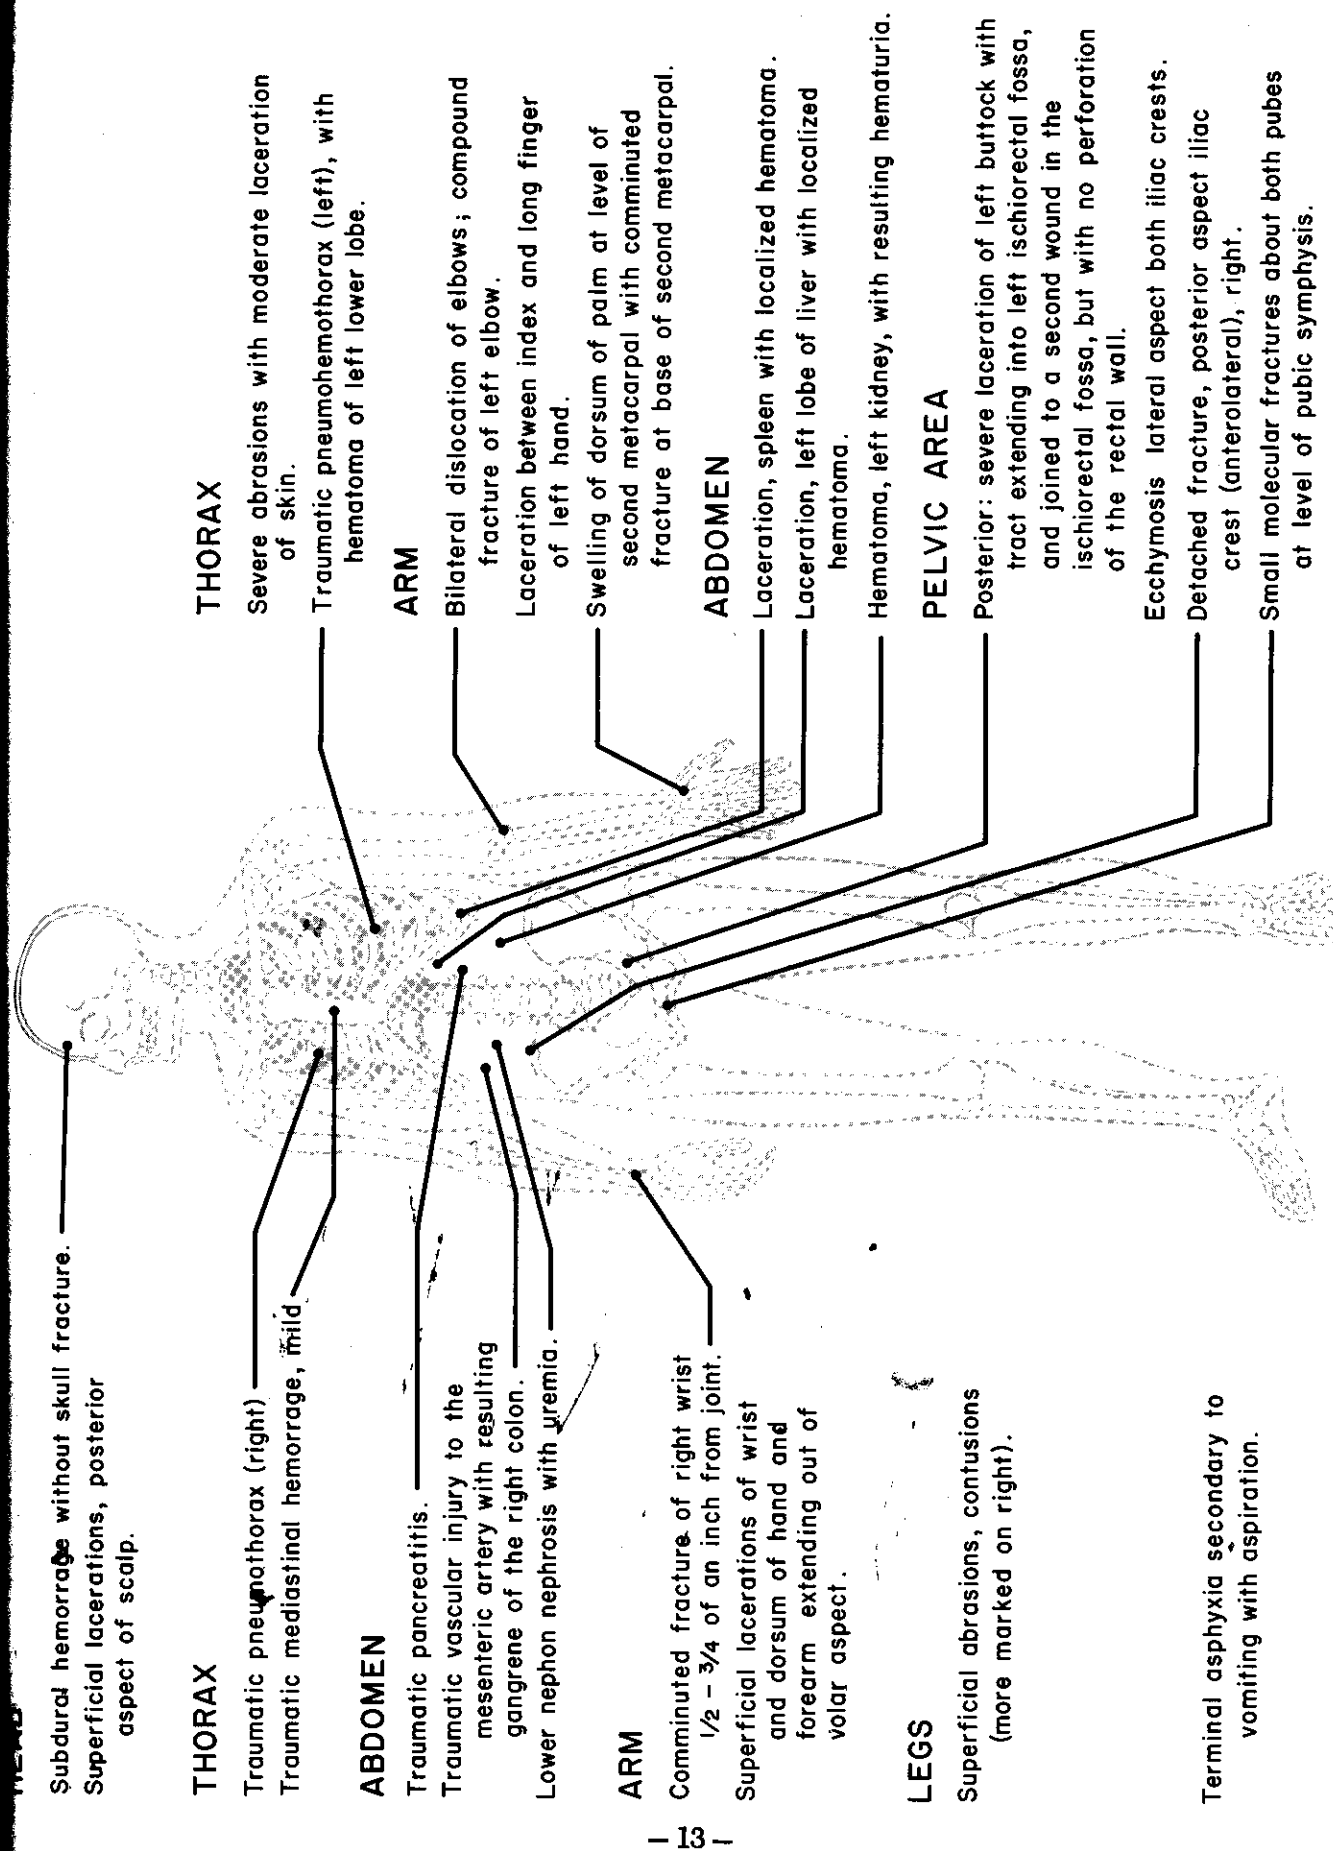 Subdural hemorrage without skull fracture.
Superficial lacerations, posterior
aspect of scalp.
THORAX
Traumatic pneumathorax (right)
Traumatic mediastinal hemorrage, mild
ABDOMEN
Traumatic pancreatitis.
Traumatic vascular injury to the
mesenteric artery with resulting
gangrene of the right colon.
Lower nephron nephrosis with uremia.
ARM
Comminuted fracture of right wrist
1/2 – 3/4 of an inch from joint.
Superficial lacerations of wrist
and dorsum of hand and
forearm extending out of
volar aspect.
LEGS
Superficial abrasions, contusions
(more marked on right).
Terminal asphyxia secondary to
vomiting with aspiration.
THORAX
Severe abrasions with moderate laceration
of skin.
Traumatic pneumohemothorax (left), with
hematoma of left lower lobe.
ARM
Bilateral dislocation of elbows; compound
fracture of left elbow.
Laceration between index and long finger
of left hand.
Swelling of dorsum of palm at level of
second metacarpal with comminuted
fracture at base of second metacarpal.
ABDOMEN
Laceration, spleen with localized hematoma.
Laceration, left lobe of liver with localized
hematoma.
Hematoma, left kidney, with resulting hematuria.
PELVIC AREA
Posterior: severe laceration of left buttock with
tract extending into left ischiorectal fossa,
and joined to a second wound in the
ischiorectal fossa, but with no perforation
of the rectal wall.
Ecchymosis lateral aspect both iliac crests.
Detached fracture, posterior aspect iliac
crest (anterolateral), right.
Small molecular fractures about both pubes
at level of pubic symphysis.
– 13 –